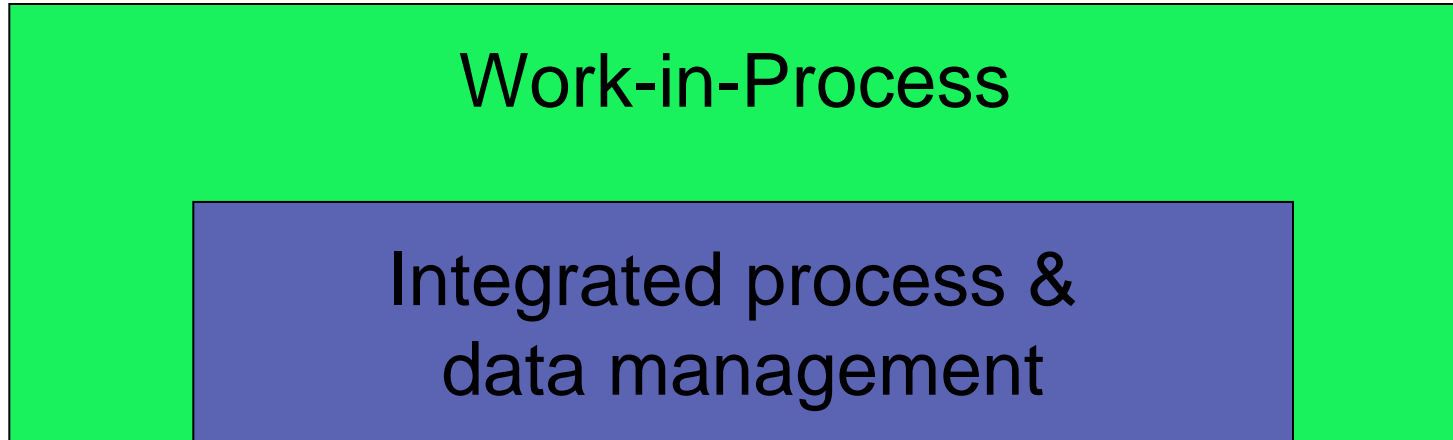 Work-in-Process
Integrated process &
data management